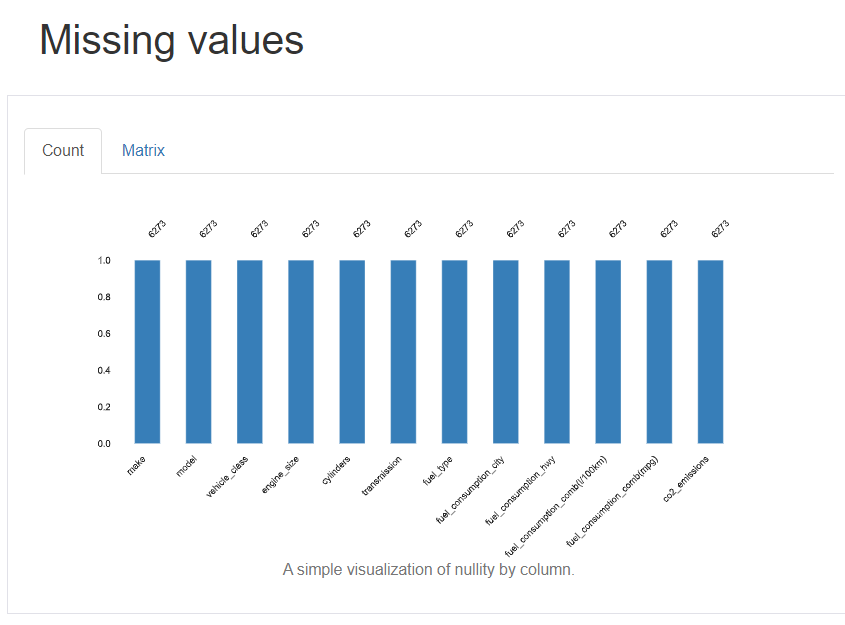 Missing values
Count Matrix
6273 6273 6273 6273 6273 6273 6273 6273 6273 6273 6273 6273
1.0
0.8
0.6
0.4
0.2
0.0
make model vehicle_class engine_size cylinders transmission fuel_type fuel_consumption_city fuel_consumption_hwy fuel_consumption_comb(l/100km) fuel_consumption_comb(mpg) co2_emissions
A simple visualization of nullity by column.